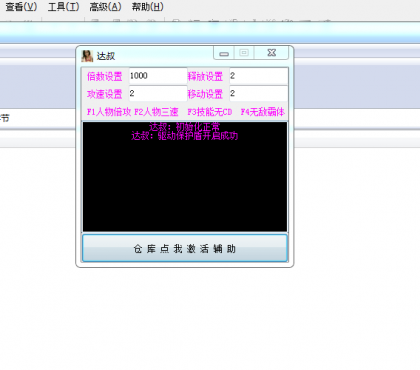 查看(V) 工具(T) 高级(A) 帮助(H)
节
达叔
倍数设置 1000 释放设置 2
攻速设置 2 移动设置 2
F1人物倍攻 F2人物三速 F3技能无CD F4无敌霸体
达叔：初始化正常
达叔：驱动保护盾开启成功
仓库点我激活辅助